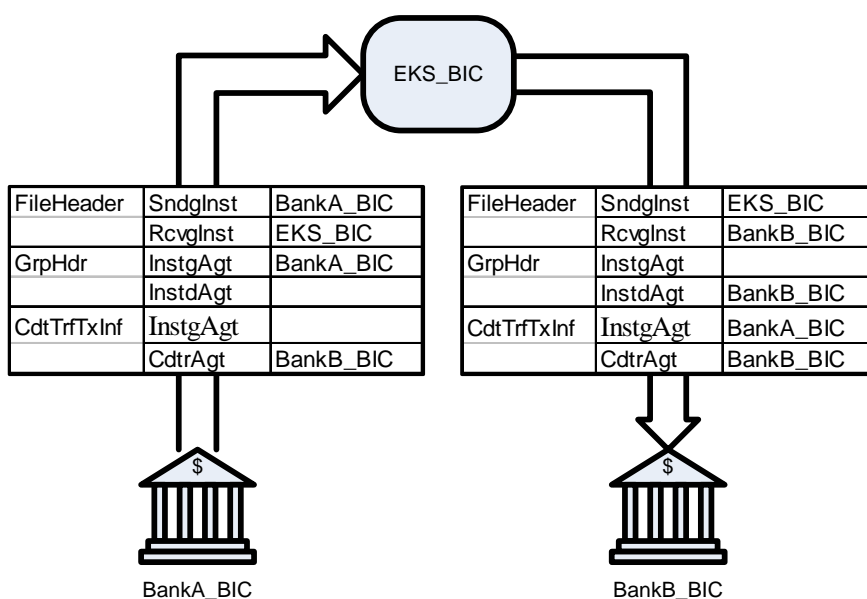 EKS_BIC
FileHeader SndgInst BankA_BIC
RcvgInst EKS_BIC
GrpHdr InstgAgt BankA_BIC
InstdAgt
CdtTrfTxInf InstgAgt
CdtrAgt BankB_BIC
$
BankA_BIC
FileHeader SndgInst EKS_BIC
RcvgInst BankB_BIC
GrpHdr InstgAgt
InstdAgt BankB_BIC
CdtTrfTxInf InstgAgt BankA_BIC
CdtrAgt BankB_BIC
$
BankB_BIC